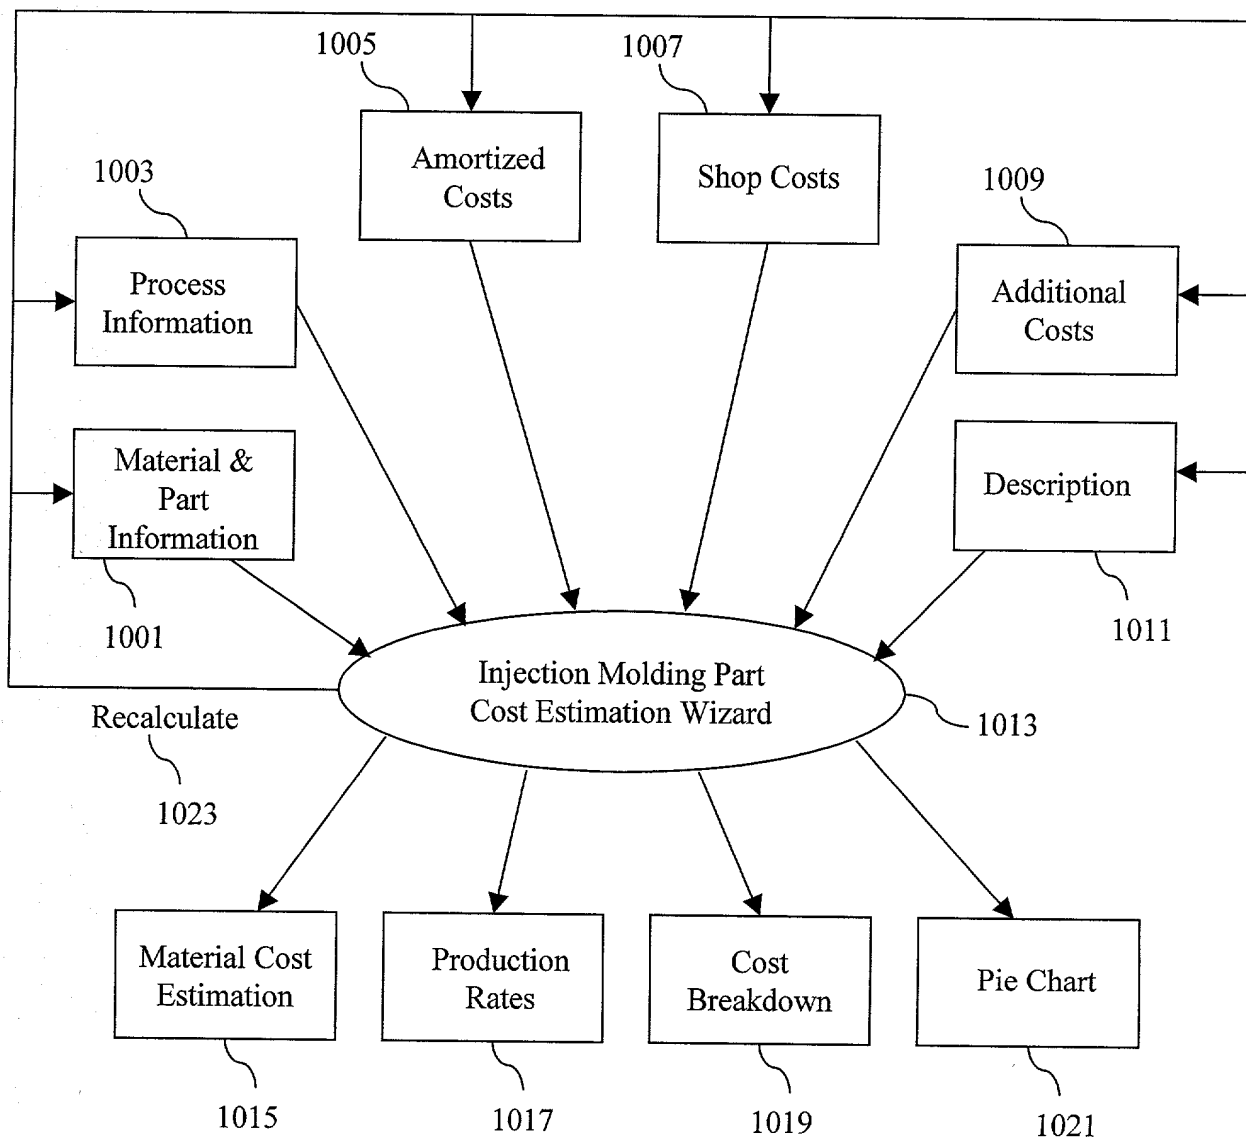 1005
1007
Amortized
Costs
Shop Costs
1003
1009
Process
Information
Additional
Costs
Material &
Part
Information
Description
1001
1011
Injection Molding Part
Cost Estimation Wizard
1013
Recalculate
1023
Material Cost
Estimation
Production
Rates
Cost
Breakdown
Pie Chart
1015
1017
1019
1021